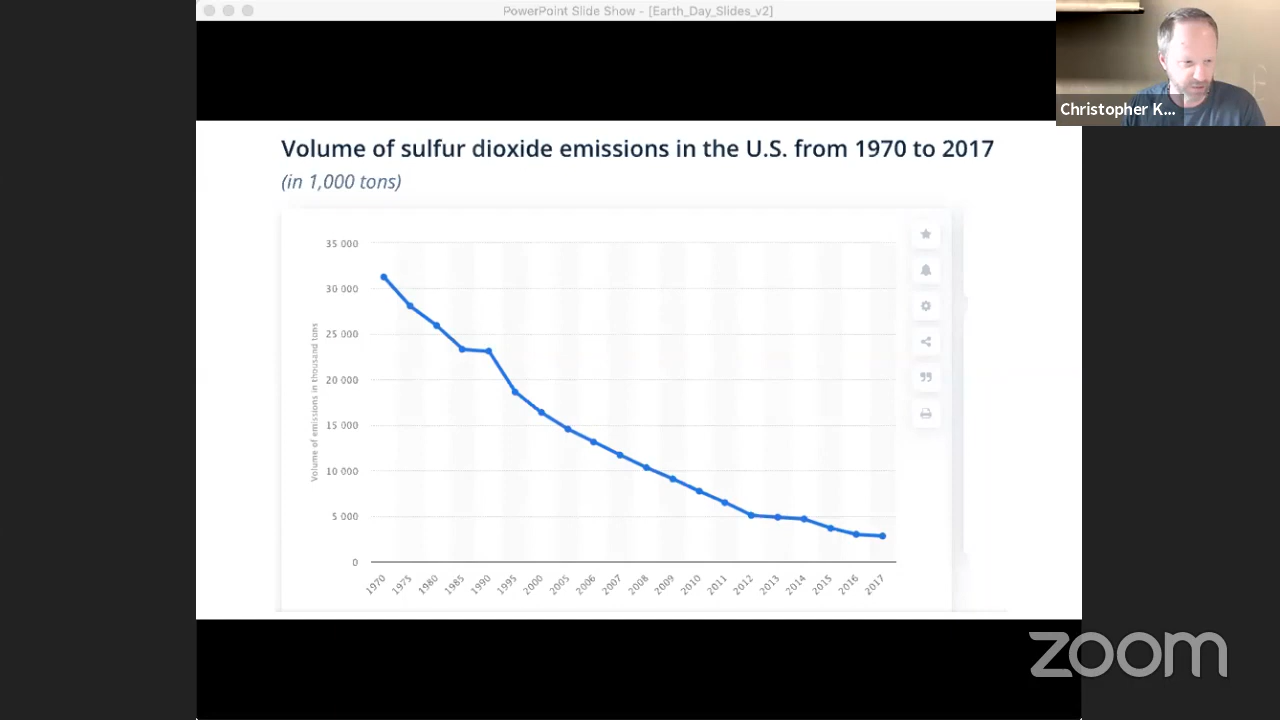 PowerPoint Slide Show - [Earth_Day_Slides_v2]
Christopher K...
Volume of sulfur dioxide emissions in the U.S. from 1970 to 2017
(in 1,000 tons)
Volume of emissions in thousand tons
35 000
30 000
25 000
20 000
15 000
10 000
5 000
0
1970 1975 1980 1985 1990 1995 2000 2005 2006 2007 2008 2009 2010 2011 2012 2013 2014 2015 2016 2017
zoom